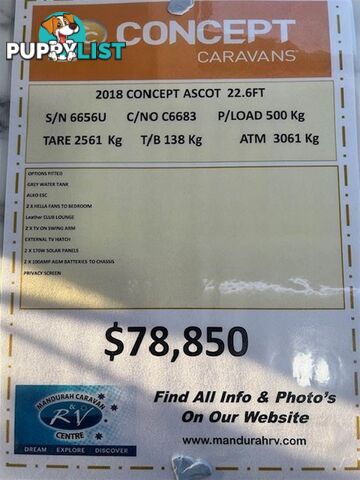 PUPPYLIST
CONCEPT
CARAVANS
2018 CONCEPT ASCOT 22.6FT
S/N 6656U C/NO C6683 P/LOAD 500 Kg
TARE 2561 Kg T/B 138 Kg ATM 3061 Kg
OPTIONS FITTED
GREY WATER TANK
ALKO ESC
2 X HELLA FANS TO BEDROOM
Leather CLUB LOUNGE
2 X TV ON SWING ARM
EXTERNAL TV HATCH
2 X 170W SOLAR PANELS
2 X 100AMP AGM BATTERIES TO CHASSIS
PRIVACY SCREEN
$78,850
MANDURAH CARAVAN
& RV
CENTRE
DREAM EXPLORE DISCOVER
Find All Info & Photo's
On Our Website
www.mandurahrv.com